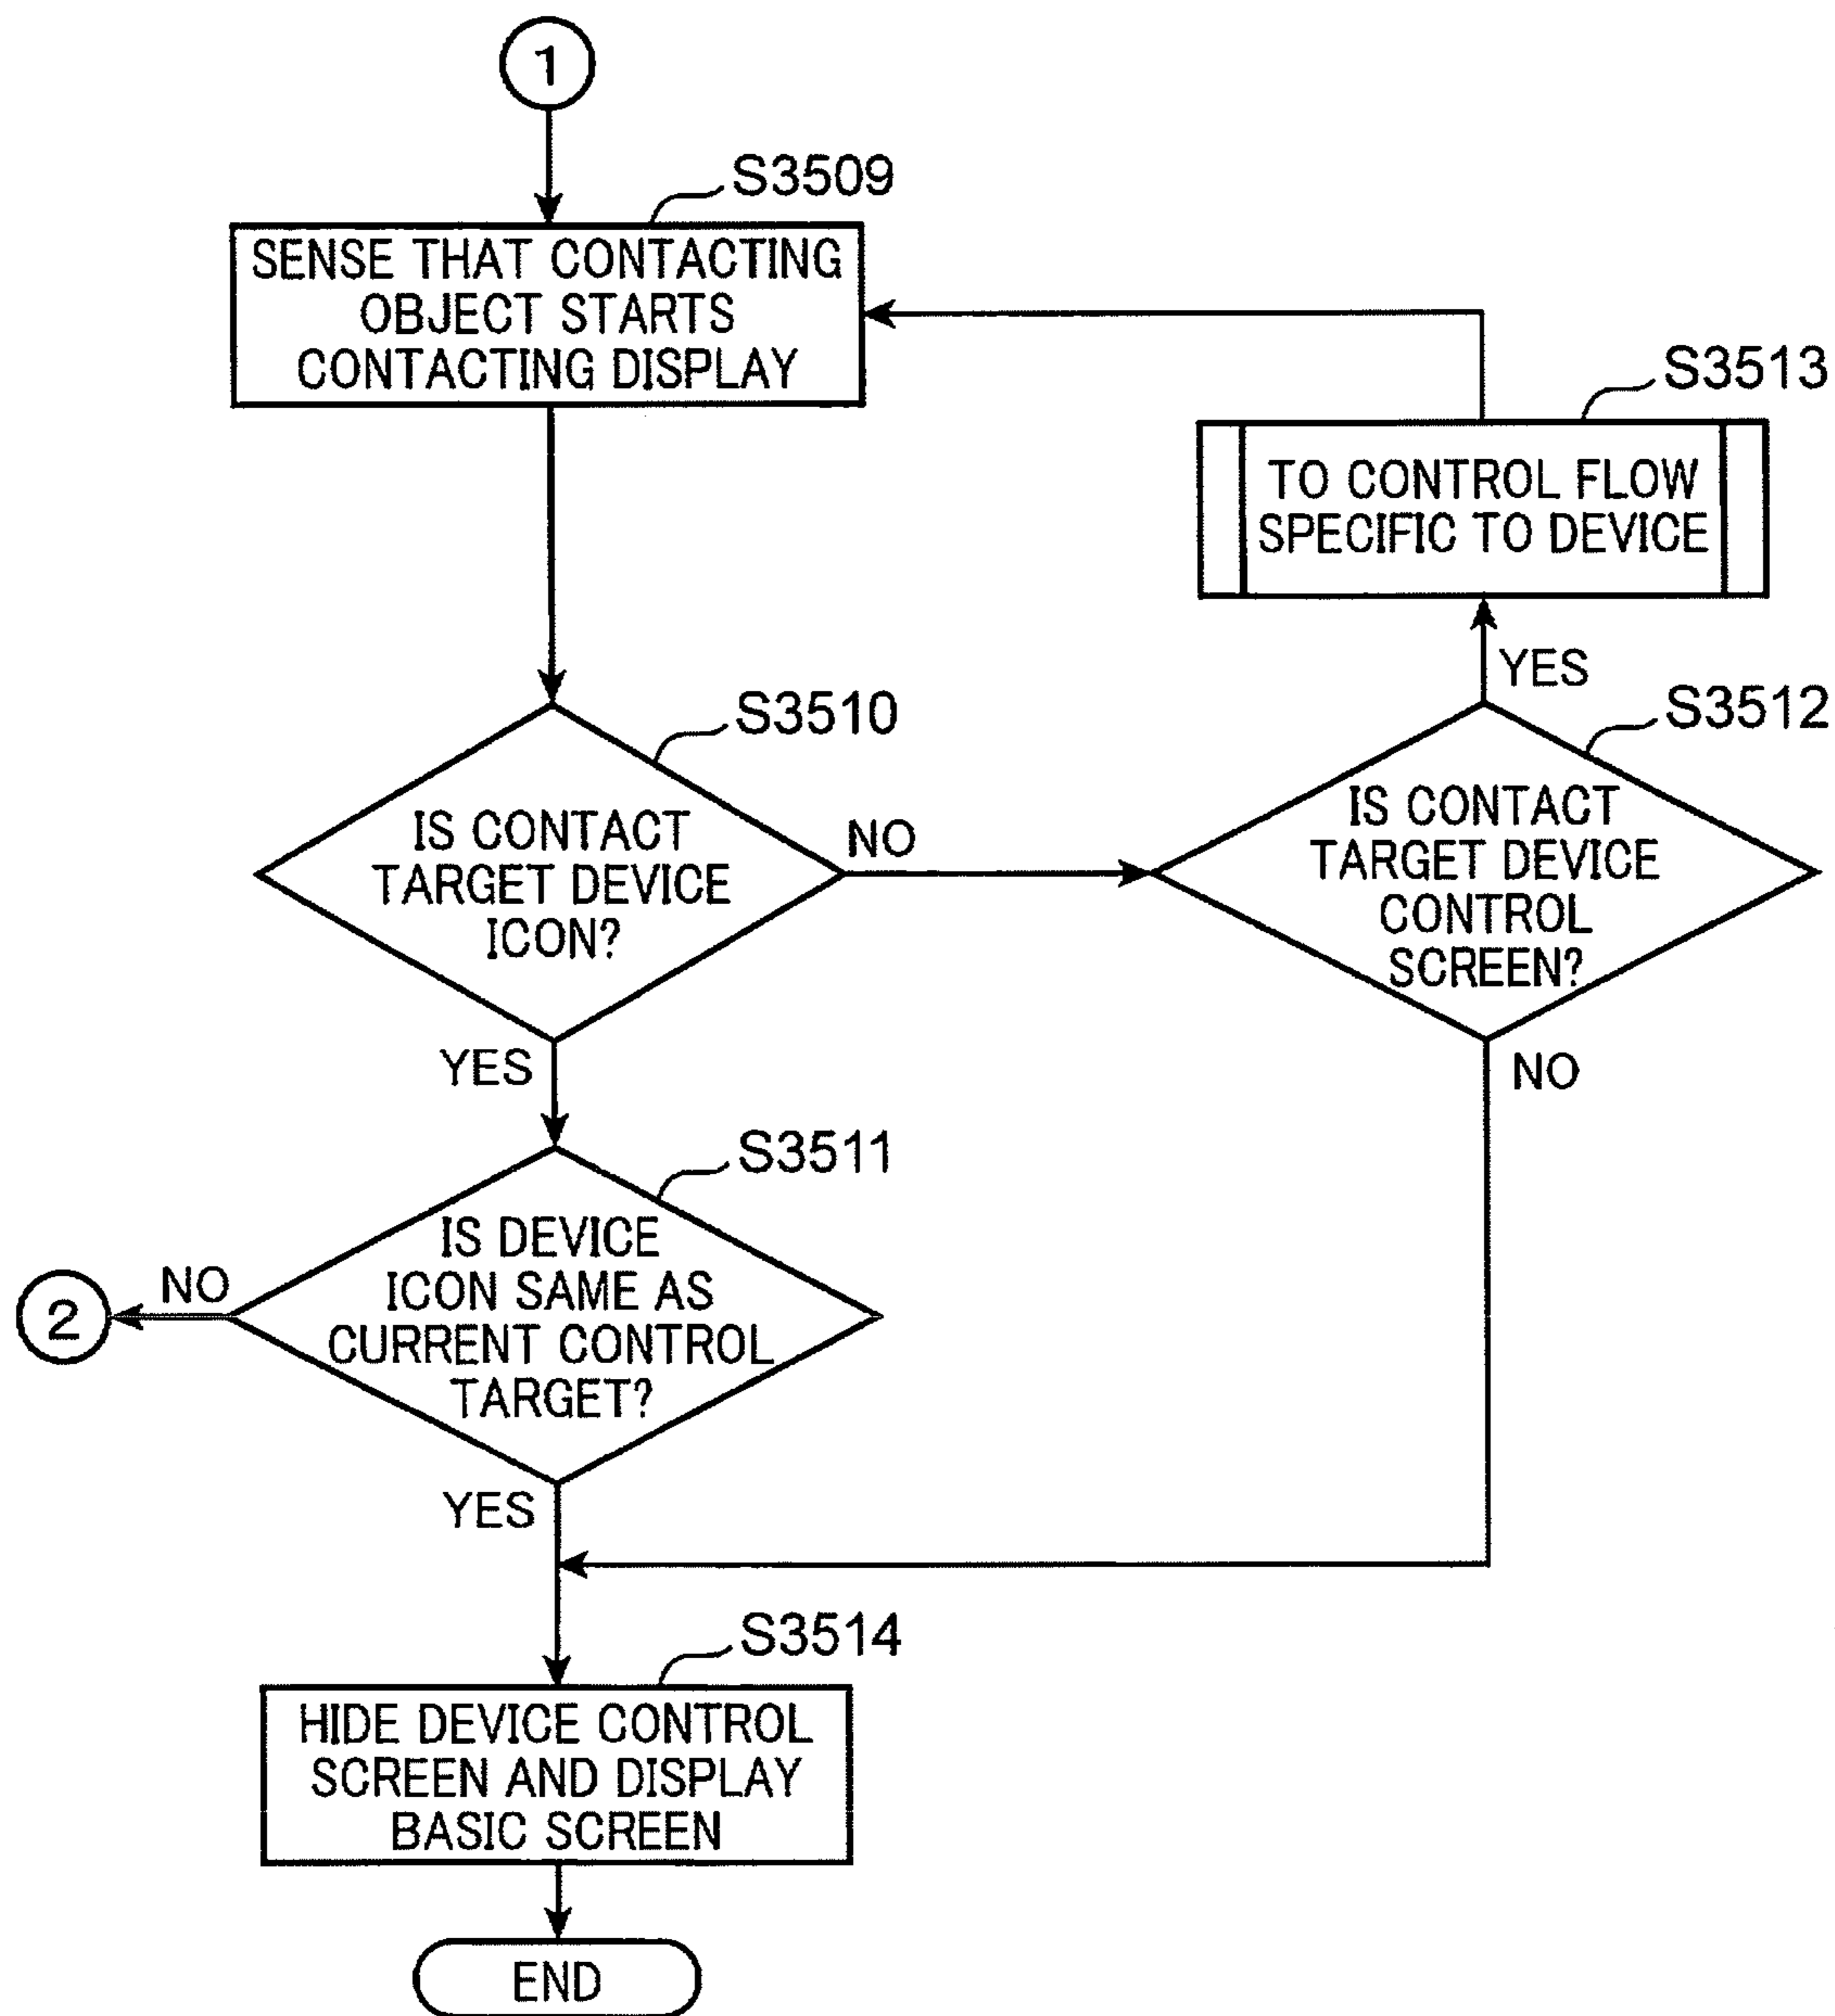 1
S3509
SENSE THAT CONTACTING
OBJECT STARTS
CONTACTING DISPLAY
S3513
TO CONTROL FLOW
SPECIFIC TO DEVICE
YES
S3510
IS CONTACT
TARGET DEVICE
ICON?
NO
S3512
IS CONTACT
TARGET DEVICE
CONTROL
SCREEN?
YES
NO
S3511
IS DEVICE
ICON SAME AS
CURRENT CONTROL
TARGET?
NO
2
YES
S3514
HIDE DEVICE CONTROL
SCREEN AND DISPLAY
BASIC SCREEN
END